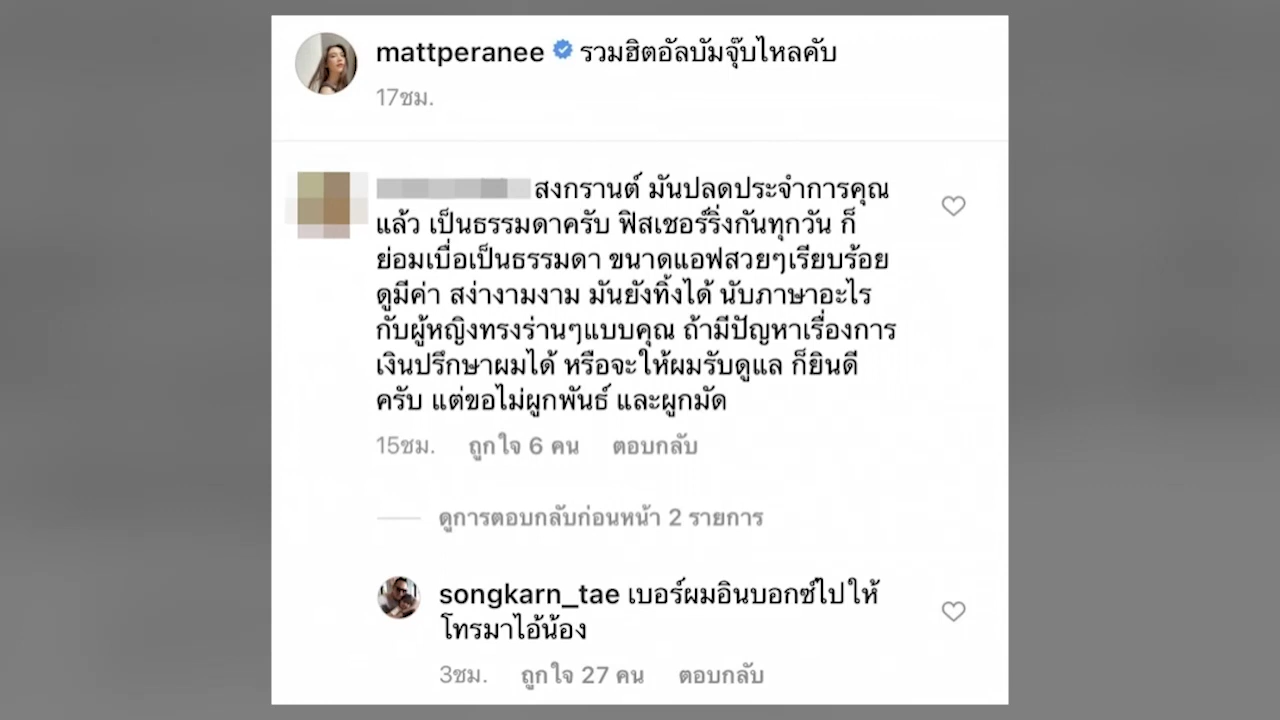 mattperanee รวมฮิตอัลบัมจุ๊บไหลคับ
17ชม.
สงกรานต์ มันปลดประจำการคุณ
แล้ว เป็นธรรมดาครับ ฟิสเชอร์ริ่งกันทุกวัน ก็
ย่อมเบื่อเป็นธรรมดา ขนาดแอฟสวยๆเรียบร้อย
ดูมีค่า สง่างามงาม มันยังทิ้งได้ นับภาษาอะไร
กับผู้หญิงทรงร่านๆแบบคุณ ถ้ามีปัญหาเรื่องการ
เงินปรึกษาผมได้ หรือจะให้ผมรับดูแล ก็ยินดี
ครับ แต่ขอไม่ผูกพันธ์ และผูกมัด
15ชม. ถูกใจ 6 คน ตอบกลับ
ดูการตอบกลับก่อนหน้า 2 รายการ
songkarn_tae เบอร์ผมอินบอกซ์ไปให้
โทรมาไอ้น้อง
3ชม. ถูกใจ 27 คน ตอบกลับ